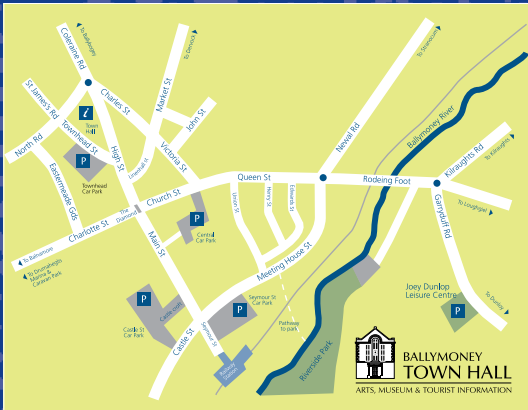 To Ballybogey
Coleraine Rd
To Dervock
Market St
To Stranocum
St James's Rd
Charles St
John St
Newal Rd
Ballymoney River
i
Town
Hall
Townhead St
North Rd
P
Townhead
Car Park
High St
Linenhall St
Victoria St
Kilraughts Rd
To Kilraughts
Queen St
Rodeing Foot
Eastermeade Gds
Church St
Union St
Henry St
Edwards St
To Loughgiel
The
Diamond
Charlotte St
P
Central
Car Park
Garryduff Rd
To Balnamore
To Drumaheglis
Marina &
Caravan Park
Main St
Meeting House St
Joey Dunlop
Leisure Centre
P
To Dunloy
Castle croft
P
Castle St
Car Park
P
Seymour St
Car Park
Castle St
Seymour St
Pathway
to park
Riverside Park
Railway
Station
BALLYMONEY
TOWN HALL
ARTS, MUSEUM & TOURIST INFORMATION